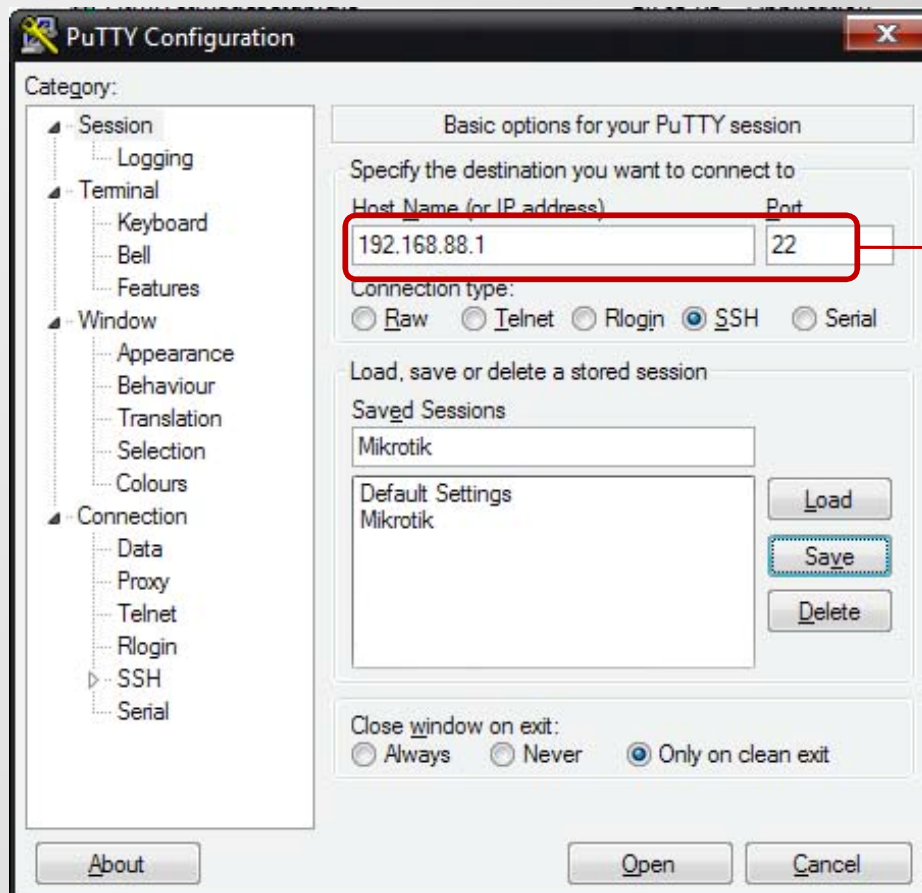 PuTTY Configuration
Category:
Session
Logging
Terminal
Keyboard
Bell
Features
Window
Appearance
Behaviour
Translation
Selection
Colours
Connection
Data
Proxy
Telnet
Rlogin
SSH
Serial
Basic options for your PuTTY session
Specify the destination you want to connect to
Host Name (or IP address) Port
192.168.88.1 22
Connection type:
Raw Telnet Rlogin SSH Serial
Load, save or delete a stored session
Saved Sessions
Mikrotik
Default Settings
Mikrotik
Load
Save
Delete
Close window on exit:
Always Never Only on clean exit
About Open Cancel